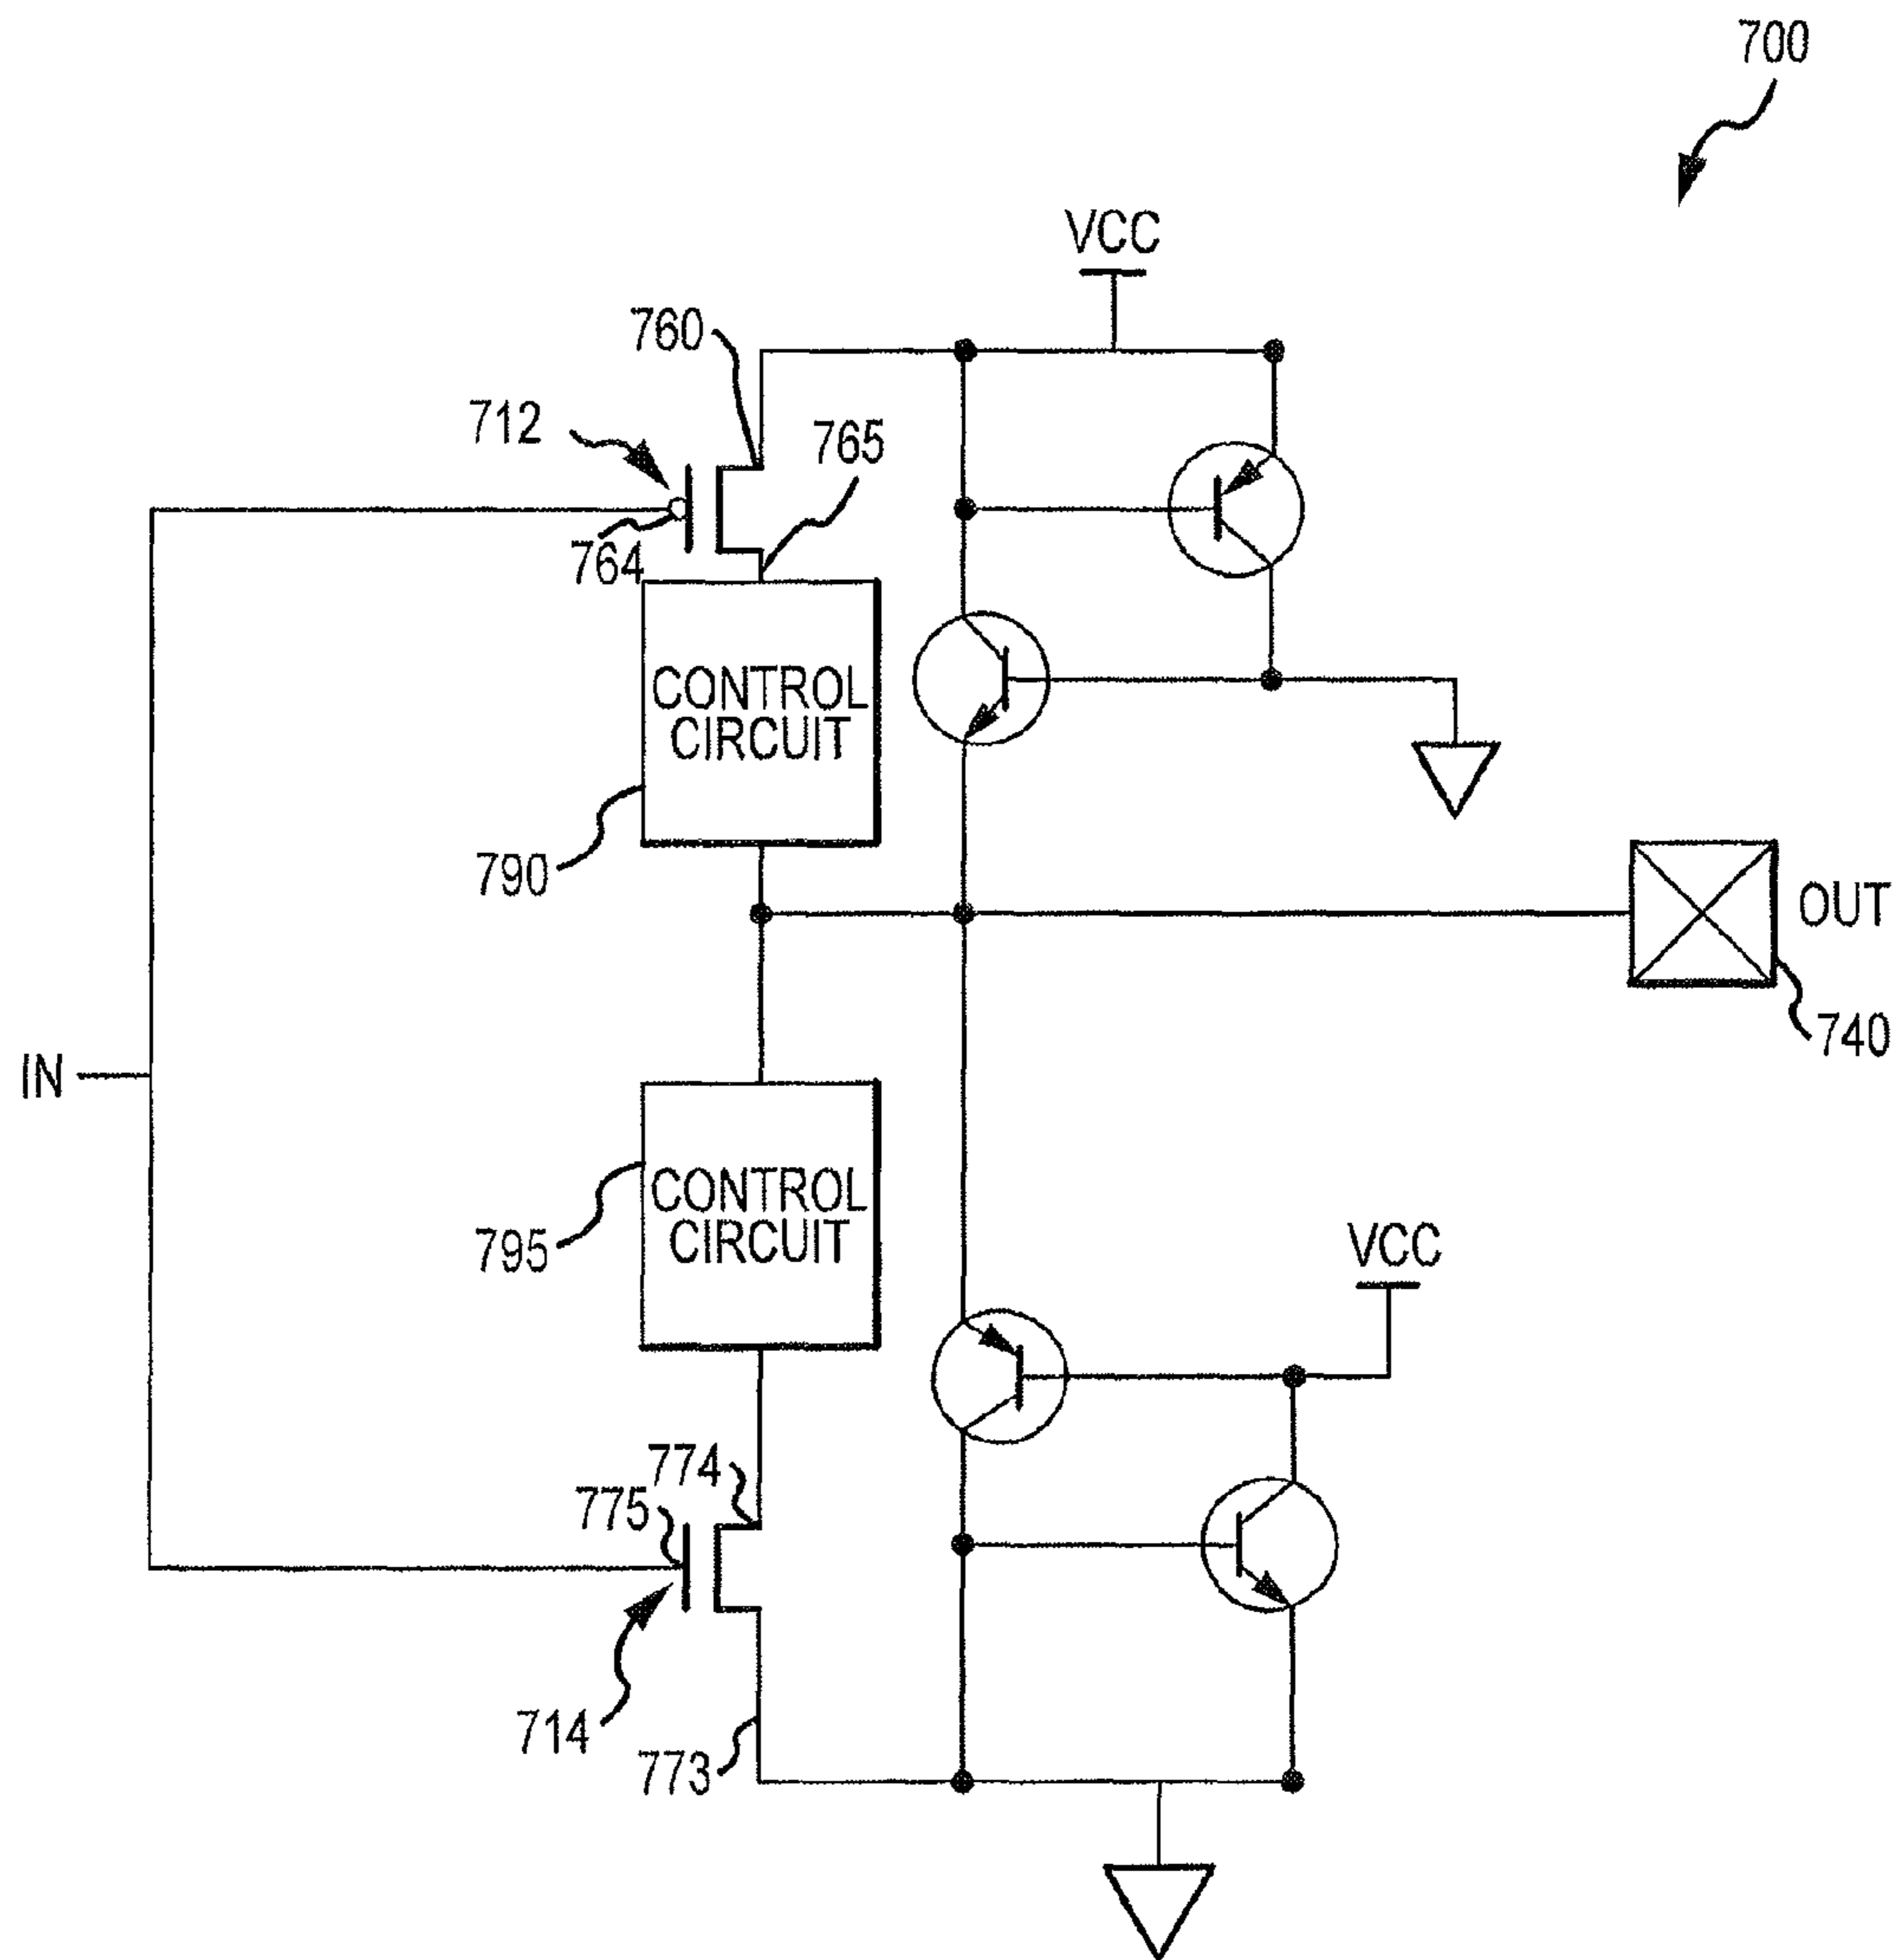 700
VCC
760
712
765
764
CONTROL
CIRCUIT
790
OUT
740
IN
CONTROL
CIRCUIT
795
VCC
774
775
714
773